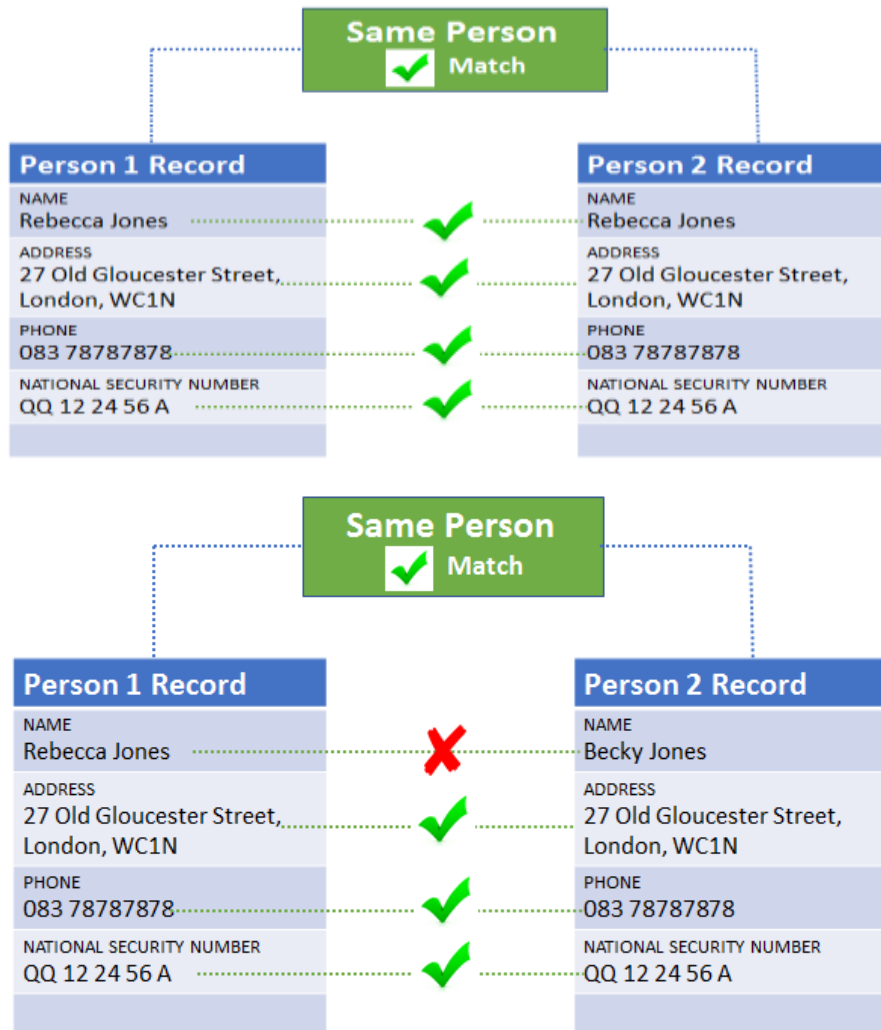 Same Person
Match
Person 1 Record
Person 2 Record
NAME
NAME
Rebecca Jones
Rebecca Jones
ADDRESS
ADDRESS
27 Old Gloucester Street,
27 Old Gloucester Street,
London, WC1N
London, WC1N
PHONE
PHONE
083 78787878
083 78787878
NATIONAL SECURITY NUMBER
NATIONAL SECURITY NUMBER
QQ 12 24 56 A
QQ 12 24 56 A
Same Person
Match
Person 1 Record
Person 2 Record
NAME
NAME
Rebecca Jones
Becky Jones
ADDRESS
ADDRESS
27 Old Gloucester Street,
27 Old Gloucester Street,
London, WC1N
London, WC1N
PHONE
PHONE
083 78787878
083 78787878
NATIONAL SECURITY NUMBER
NATIONAL SECURITY NUMBER
QQ 12 24 56 A
QQ 12 24 56 A